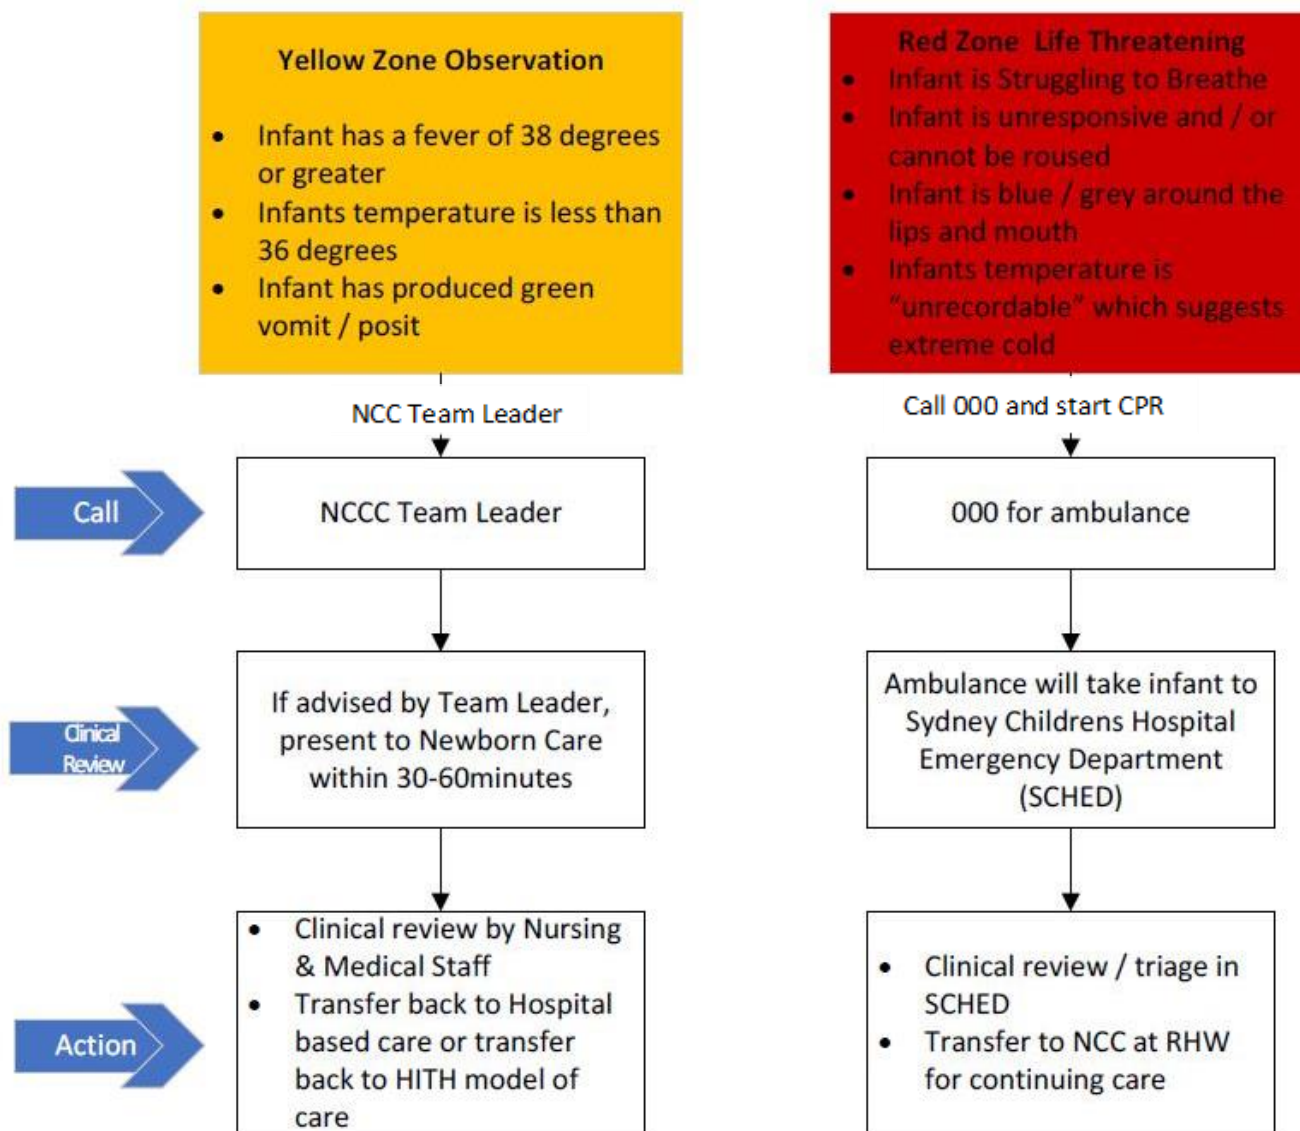 Yellow Zone Observation
• Infant has a fever of 38 degrees
or greater
• Infants temperature is less than
36 degrees
• Infant has produced green
vomit / posit
Red Zone  Life Threatening
• Infant is Struggling to Breathe
• Infant is unresponsive and / or
cannot be roused
• Infant is blue / grey around the
lips and mouth
• Infants temperature is
“unrecordable” which suggests
extreme cold
NCC Team Leader
Call 000 and start CPR
Call
NCCC Team Leader
000 for ambulance
Clinical
Review
If advised by Team Leader,
present to Newborn Care
within 30-60minutes
Ambulance will take infant to
Sydney Childrens Hospital
Emergency Department
(SCHED)
Action
• Clinical review by Nursing
& Medical Staff
• Transfer back to Hospital
based care or transfer
back to HITH model of
care
• Clinical review / triage in
SCHED
• Transfer to NCC at RHW
for continuing care